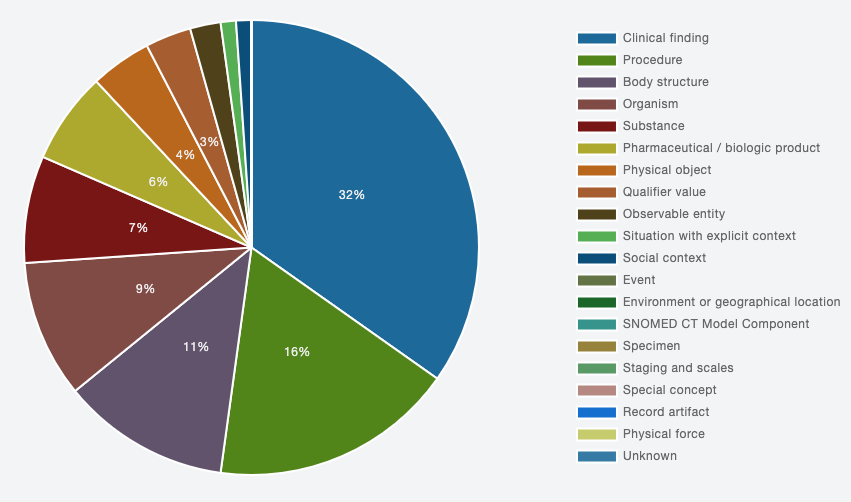 32%
16%
11%
9%
7%
6%
4%
3%
Clinical finding
Procedure
Body structure
Organism
Substance
Pharmaceutical / biologic product
Physical object
Qualifier value
Observable entity
Situation with explicit context
Social context
Event
Environment or geographical location
SNOMED CT Model Component
Specimen
Staging and scales
Special concept
Record artifact
Physical force
Unknown